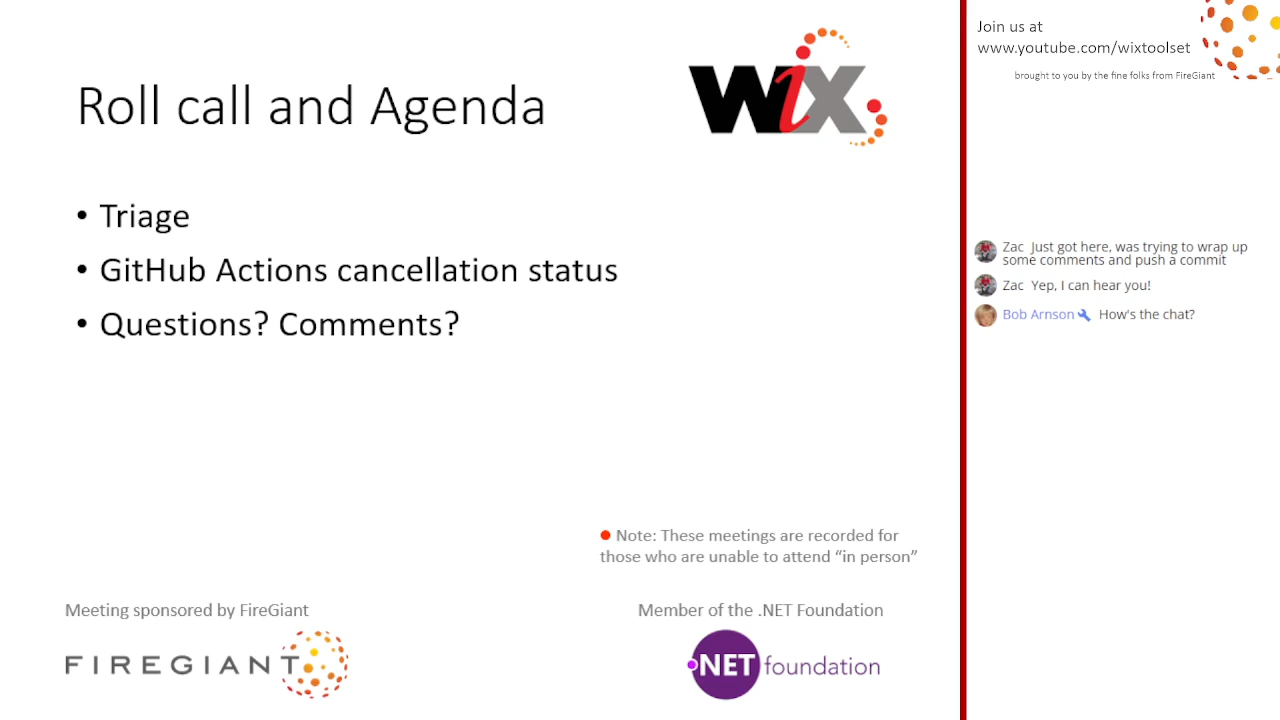 Roll call and Agenda
WiX
• Triage
• GitHub Actions cancellation status
• Questions? Comments?
Note: These meetings are recorded for
those who are unable to attend “in person”
Meeting sponsored by FireGiant
FIREGIANT
Member of the .NET Foundation
.NET foundation
Join us at
www.youtube.com/wixtoolset
brought to you by the fine folks from FireGiant
Zac Just got here, was trying to wrap up
some comments and push a commit
Zac Yep, I can hear you!
Bob Arnson How's the chat?